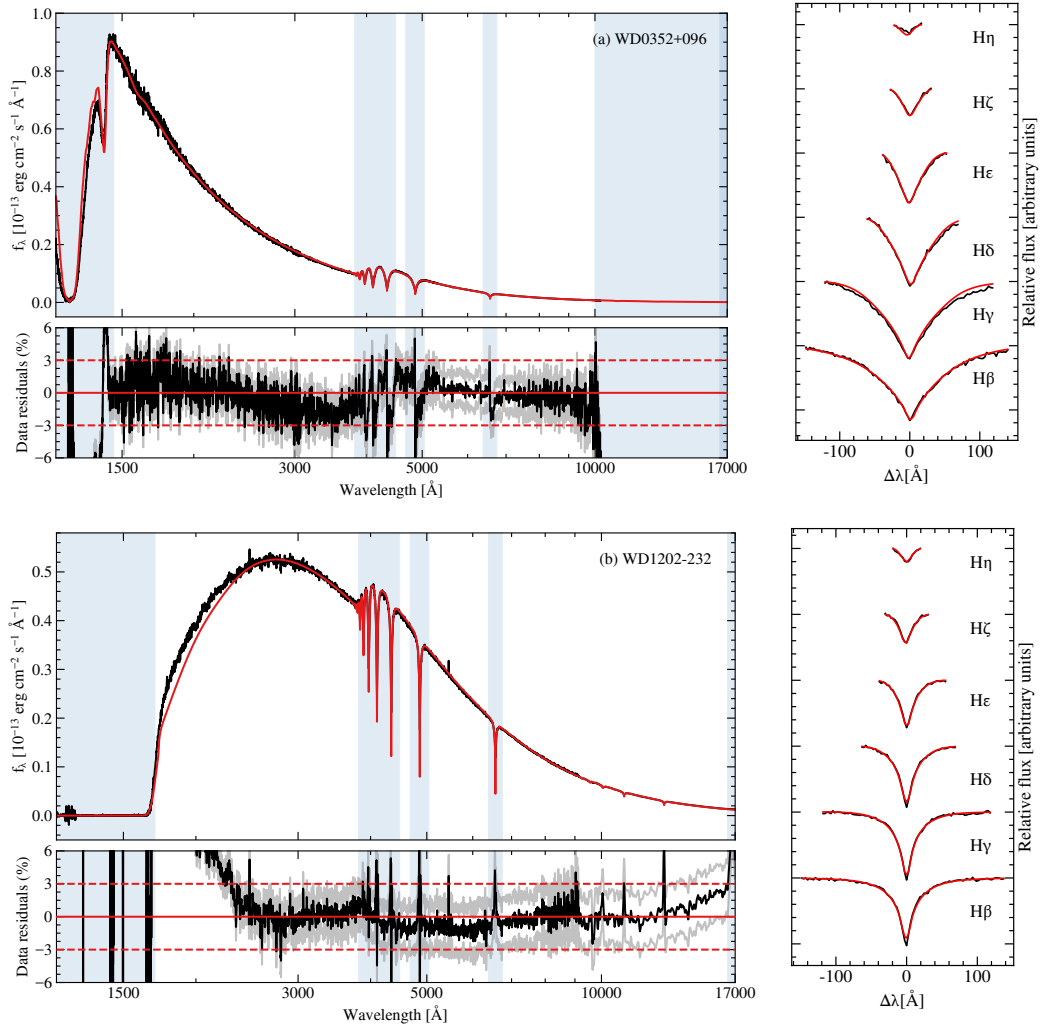 (a) WD0352+096
f_λ [10⁻¹³ erg cm⁻² s⁻¹ Å⁻¹]
1.0
0.8
0.6
0.4
0.2
0.0
Data residuals (%)
6
3
0
−3
−6
1500 3000 5000 10000 17000
Wavelength [Å]
Hη
Hζ
Hε
Hδ
Hγ
Hβ
Relative flux [arbitrary units]
-100 0 100
Δλ[Å]
(b) WD1202-232
f_λ [10⁻¹³ erg cm⁻² s⁻¹ Å⁻¹]
0.5
0.4
0.3
0.2
0.1
0.0
Data residuals (%)
6
3
0
−3
−6
1500 3000 5000 10000 17000
Wavelength [Å]
Hη
Hζ
Hε
Hδ
Hγ
Hβ
Relative flux [arbitrary units]
-100 0 100
Δλ[Å]